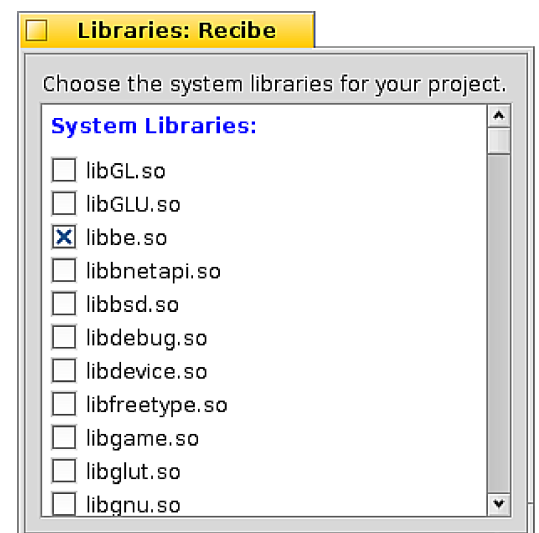 Libraries: Recibe
Choose the system libraries for your project.
System Libraries:
libGL.so
libGLU.so
libbe.so
libbnetapi.so
libbsd.so
libdebug.so
libdevice.so
libfreetype.so
libgame.so
libglut.so
libgnu.so